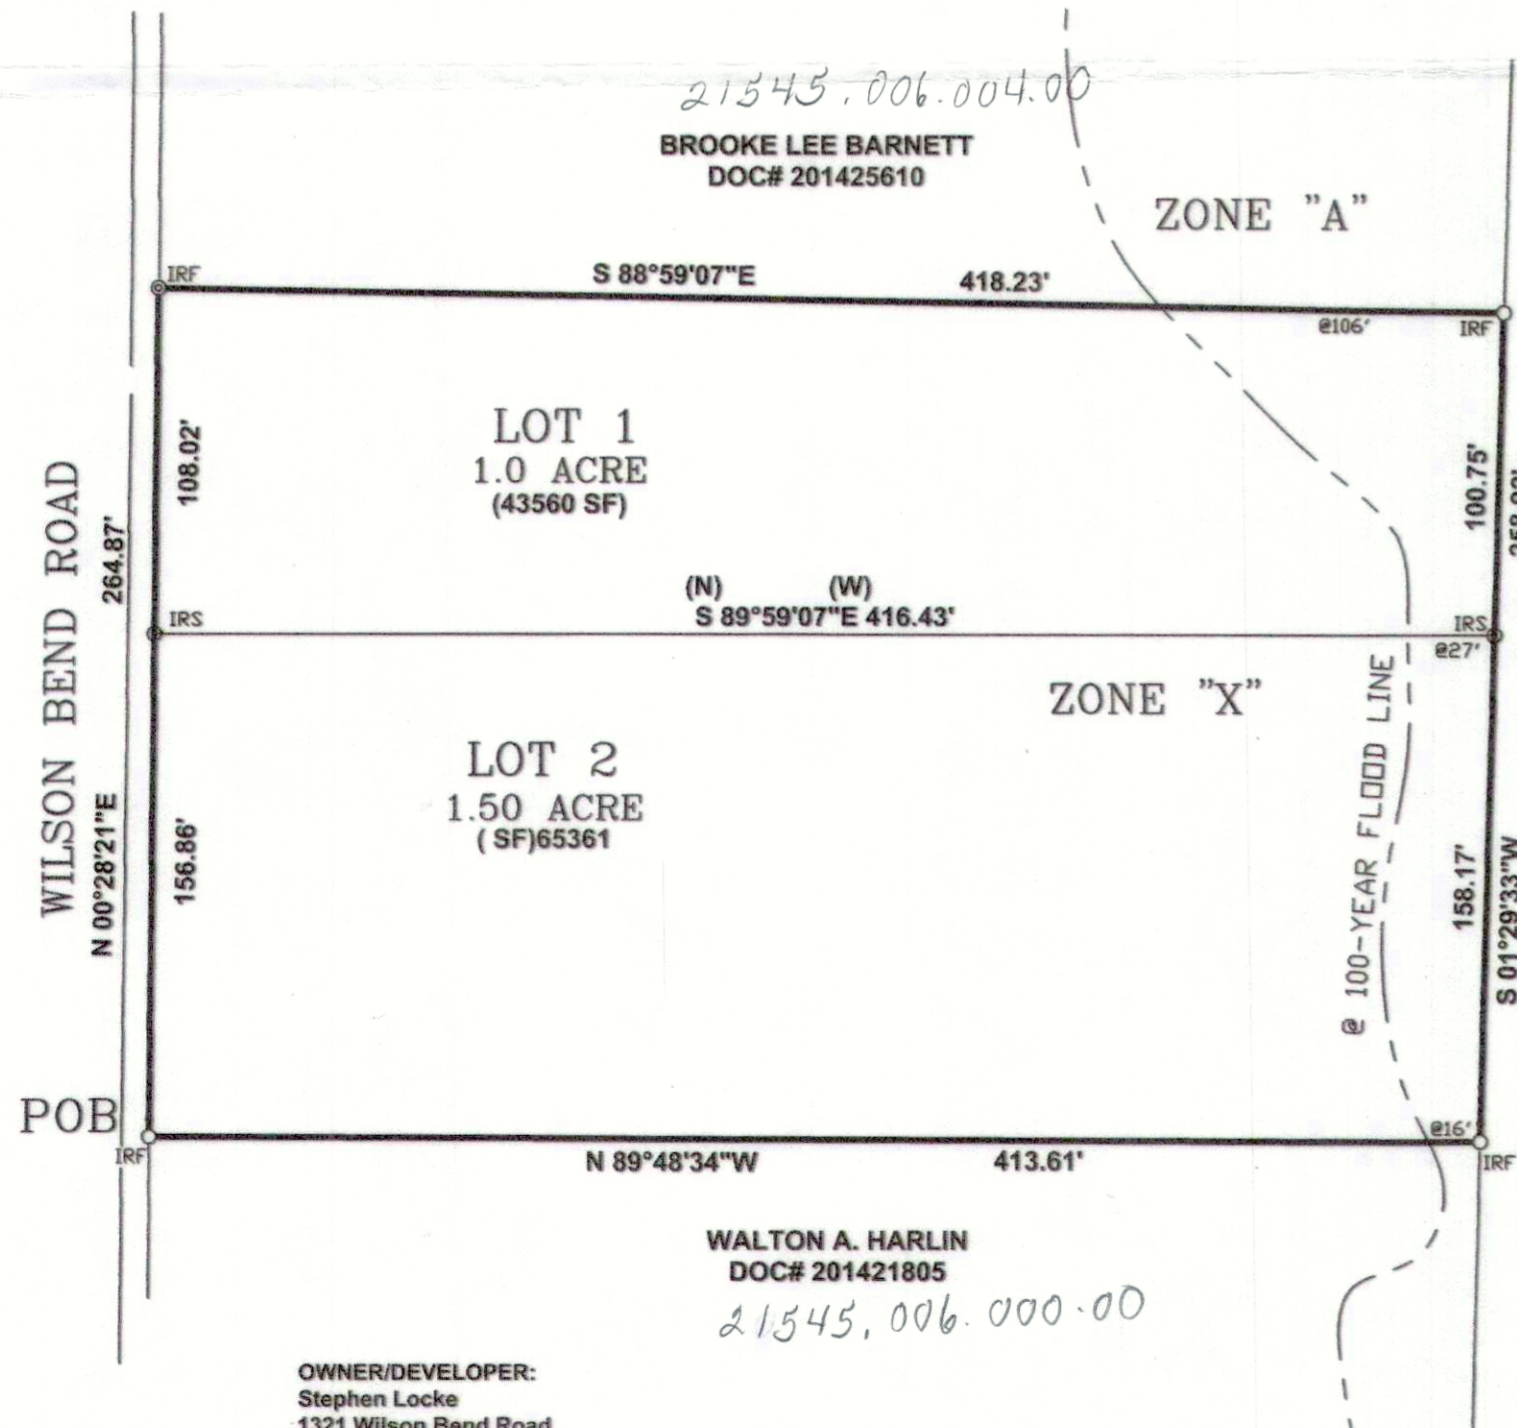 21545.006.004.00
BROOKE LEE BARNETT
DOC# 201425610
ZONE "A"
IRF
S 88°59'07"E 418.23'
@106' IRF
LOT 1
1.0 ACRE
(43560 SF)
108.02'
100.75'
WILSON BEND ROAD
264.87'
N 00°28'21"E
(N) (W)
S 89°59'07"E 416.43'
IRS
IRS
@27'
ZONE "X"
LOT 2
1.50 ACRE
( SF)65361
156.86'
@ 100-YEAR FLOOD LINE
158.17'
S 01°29'33"W
POB
IRF
@16'
IRF
N 89°48'34"W 413.61'
WALTON A. HARLIN
DOC# 201421805
21545.006.000.00
OWNER/DEVELOPER:
Stephen Locke
1321 Wilson Bend Road